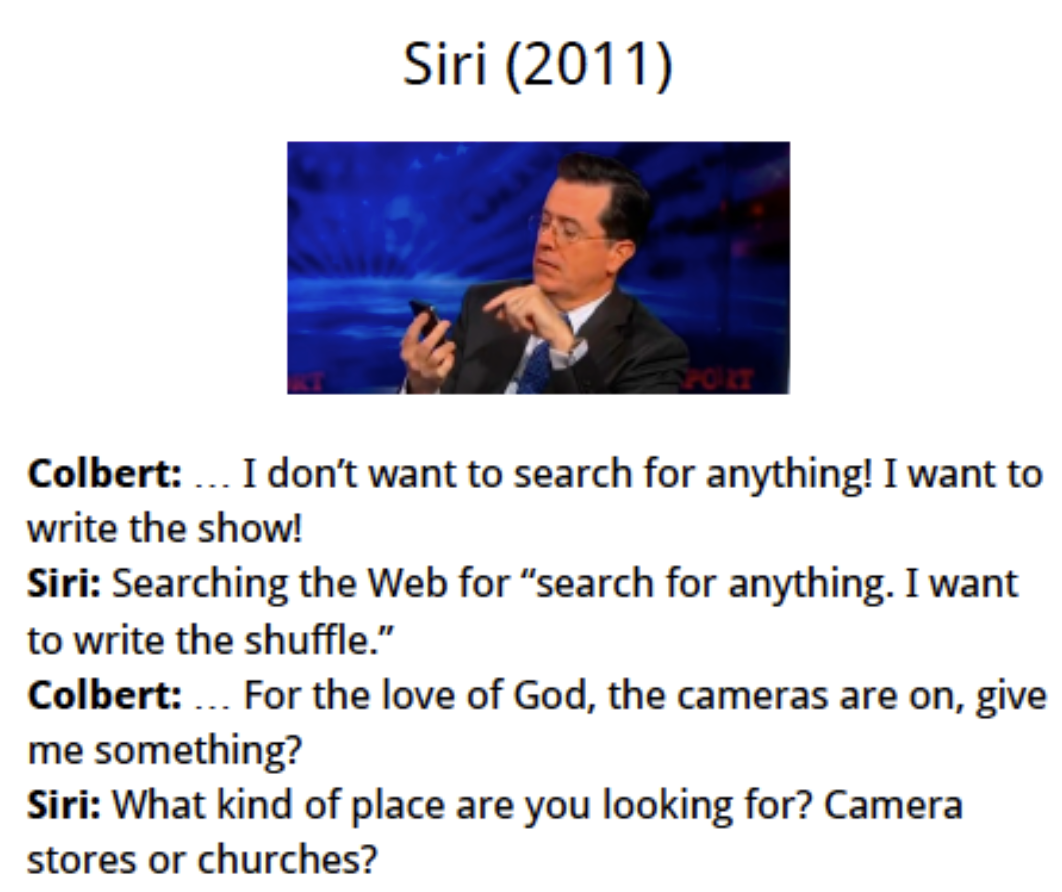 Siri (2011)
PORT
Colbert: … I don’t want to search for anything! I want to
write the show!
Siri: Searching the Web for “search for anything. I want
to write the shuffle.”
Colbert: … For the love of God, the cameras are on, give
me something?
Siri: What kind of place are you looking for? Camera
stores or churches?